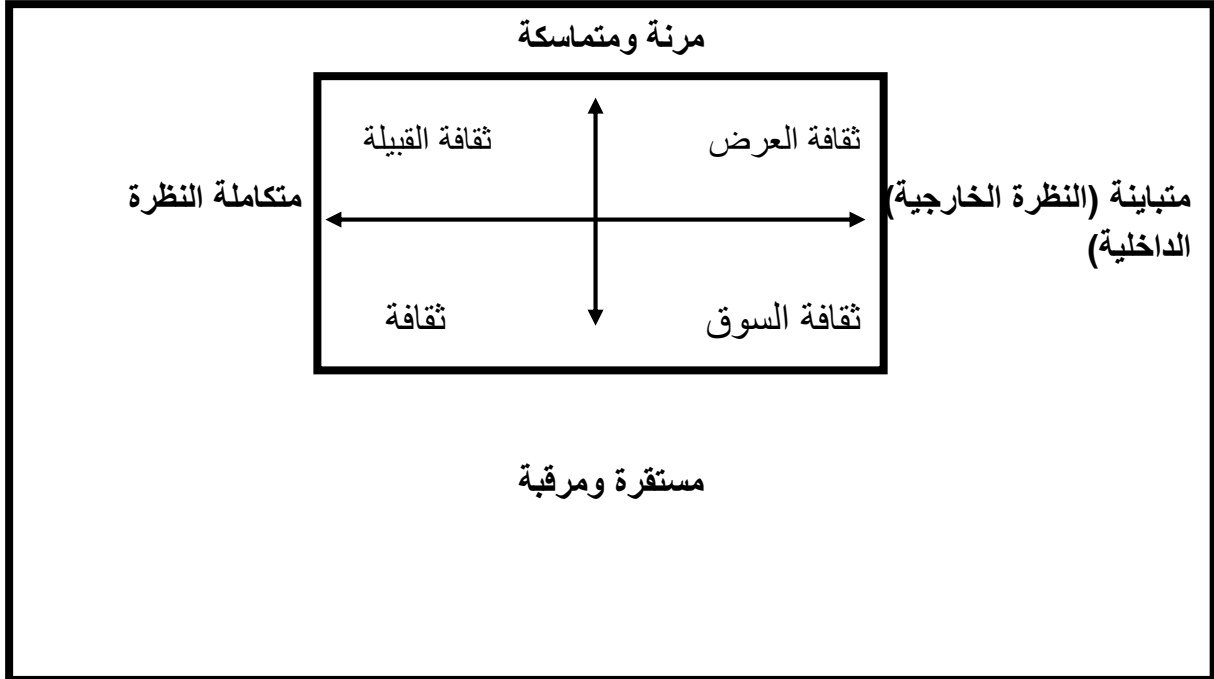 مرنة ومتماسكة
ثقافة العرض
ثقافة القبيلة
متباينة (النظرة الخارجية)
متكاملة النظرة
الداخلية)
ثقافة السوق
ثقافة
مستقرة ومرقبة